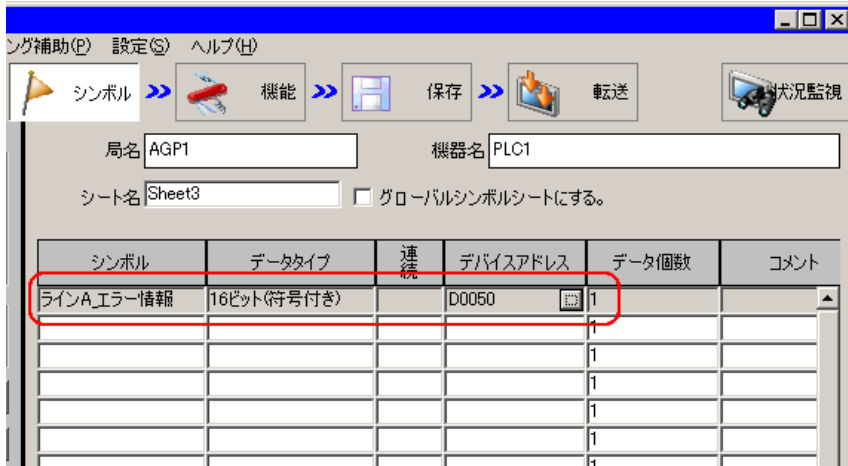 ング補助(P) 設定(S) ヘルプ(H)
シンボル 機能 保存 転送 状況監視
局名 AGP1 機器名 PLC1
シート名 Sheet3 グローバルシンボルシートにする。
シンボル データタイプ 連続 デバイスアドレス データ個数 コメント
ラインA_エラー情報 16ビット(符号付き) D0050 1
1
1
1
1
1
1